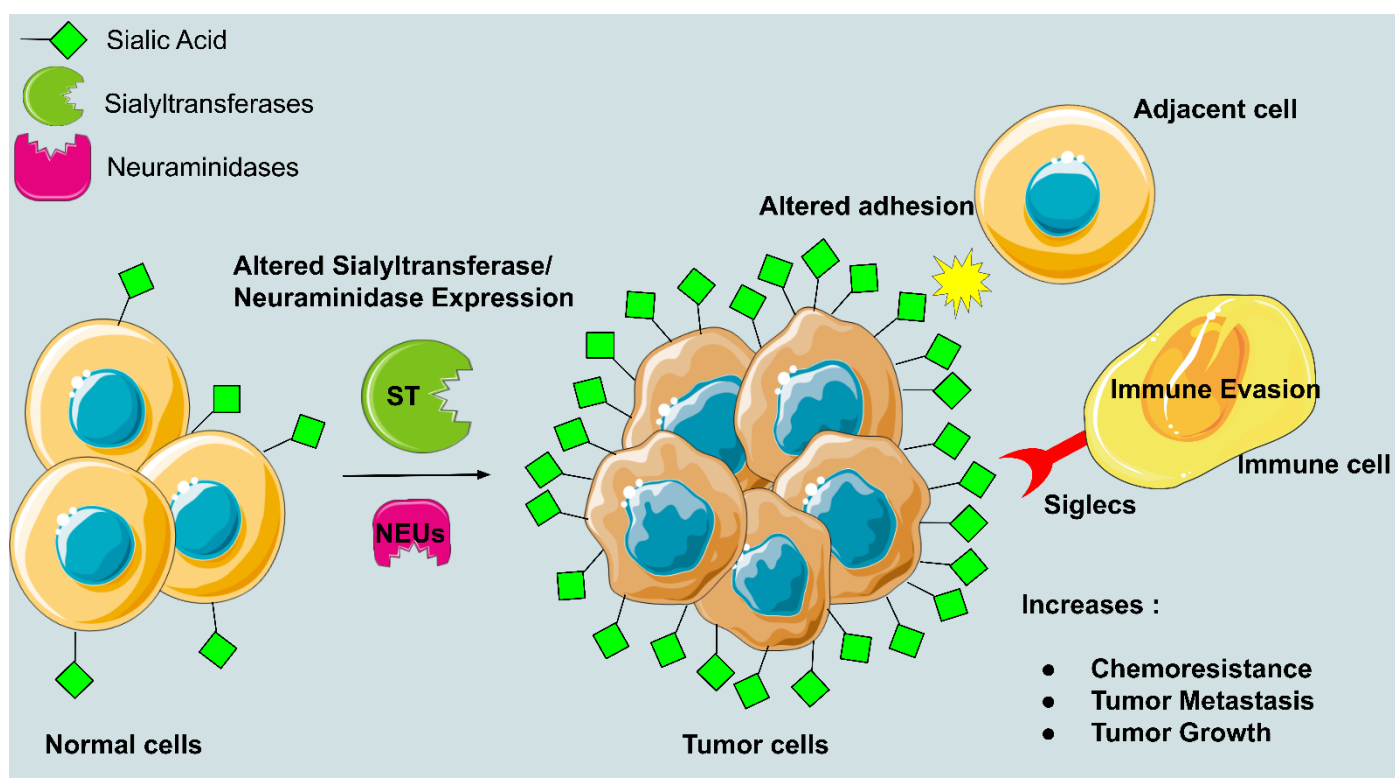 Sialic Acid
Sialyltransferases
Neuraminidases
Adjacent cell
Altered adhesion
Altered Sialyltransferase/
Neuraminidase Expression
ST
NEUs
Immune Evasion
Immune cell
Siglecs
Increases :
● Chemoresistance
● Tumor Metastasis
● Tumor Growth
Normal cells
Tumor cells